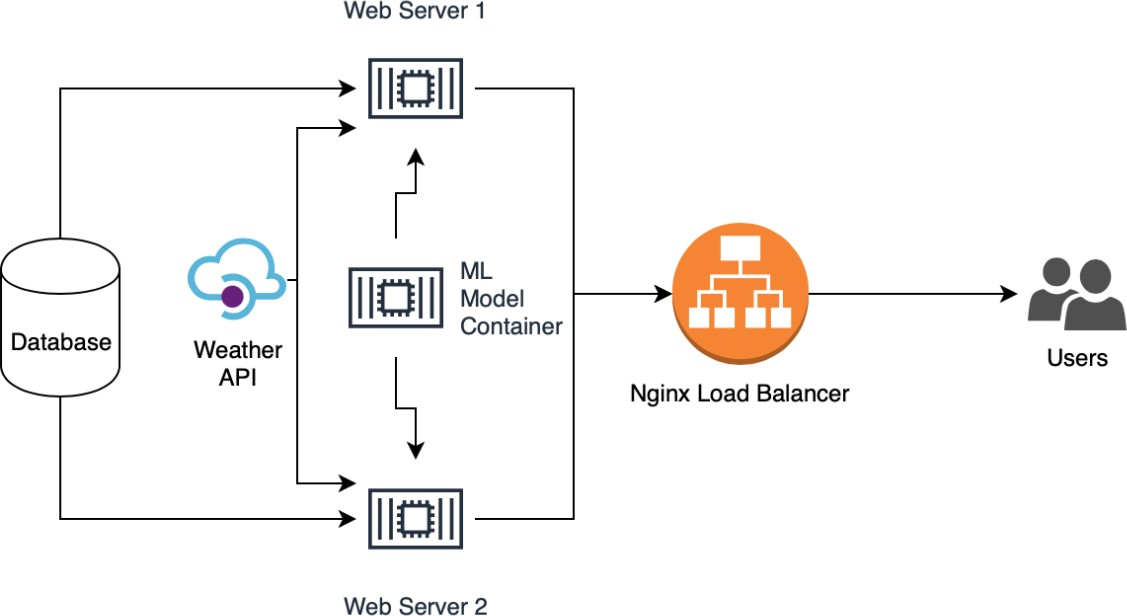 Web Server 1
Database
Weather
API
ML
Model
Container
Nginx Load Balancer
Users
Web Server 2